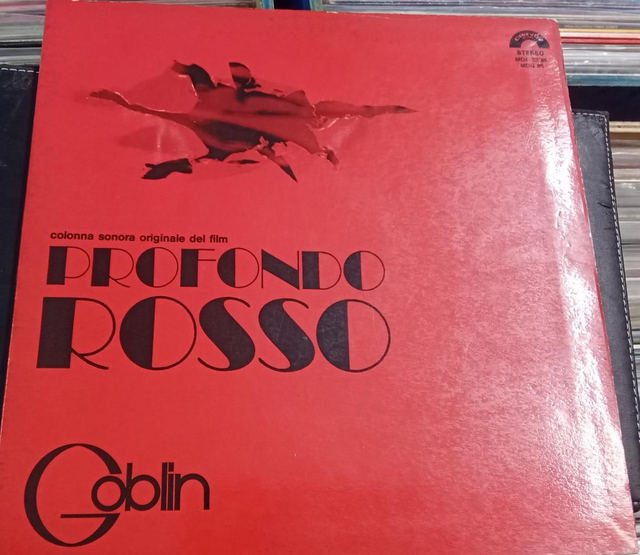 STEREO
colonna sonora originale del film
PROFONDO
ROSSO
Goblin